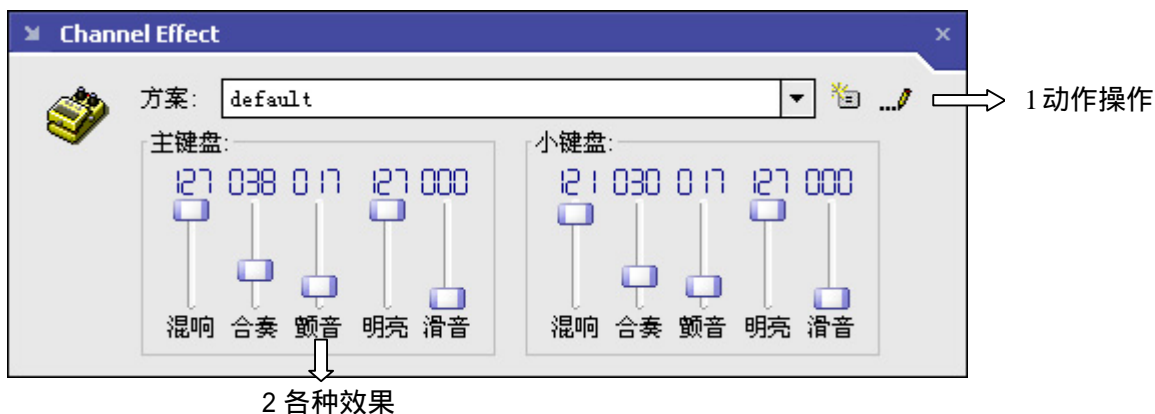 Channel Effect
方案: default
1动作操作
主键盘:
小键盘:
127 038 017 127 000
121 030 017 127 000
混响 合奏 颤音 明亮 滑音
混响 合奏 颤音 明亮 滑音
2 各种效果